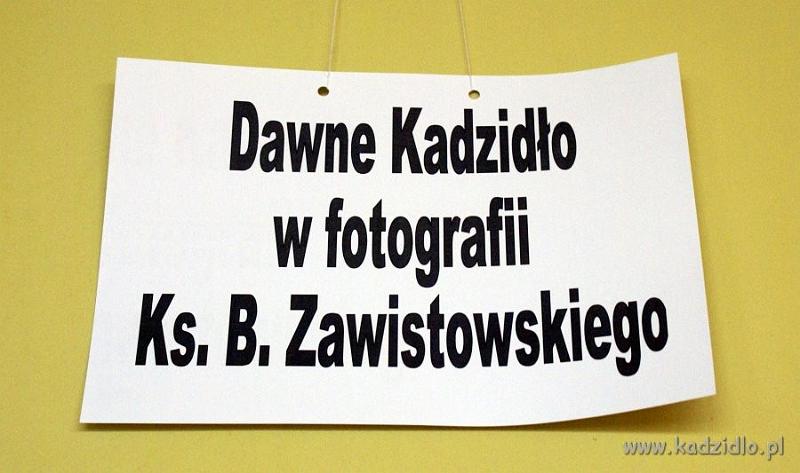 Dawne Kadzidło
w fotografii
Ks. B. Zawistowskiego
www.kadzidlo.pl